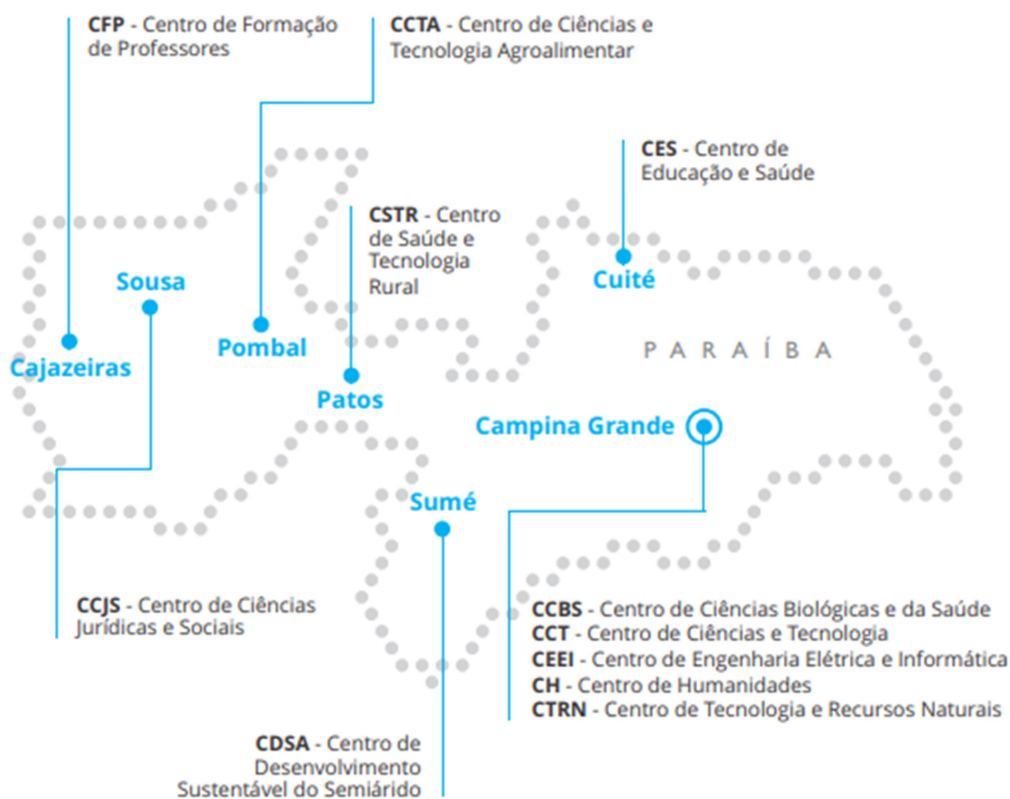 CFP - Centro de Formação
de Professores
CCTA - Centro de Ciências e
Tecnologia Agroalimentar
CES - Centro de
Educação e Saúde
CSTR - Centro
de Saúde e
Tecnologia
Rural
Sousa
Cuité
Pombal
Cajazeiras
PARAÍBA
Patos
Campina Grande
Sumé
CCJS - Centro de Ciências
Jurídicas e Sociais
CCBS - Centro de Ciências Biológicas e da Saúde
CCT - Centro de Ciências e Tecnologia
CEEI - Centro de Engenharia Elétrica e Informática
CH - Centro de Humanidades
CTRN - Centro de Tecnologia e Recursos Naturais
CDSA - Centro de
Desenvolvimento
Sustentável do Semiárido